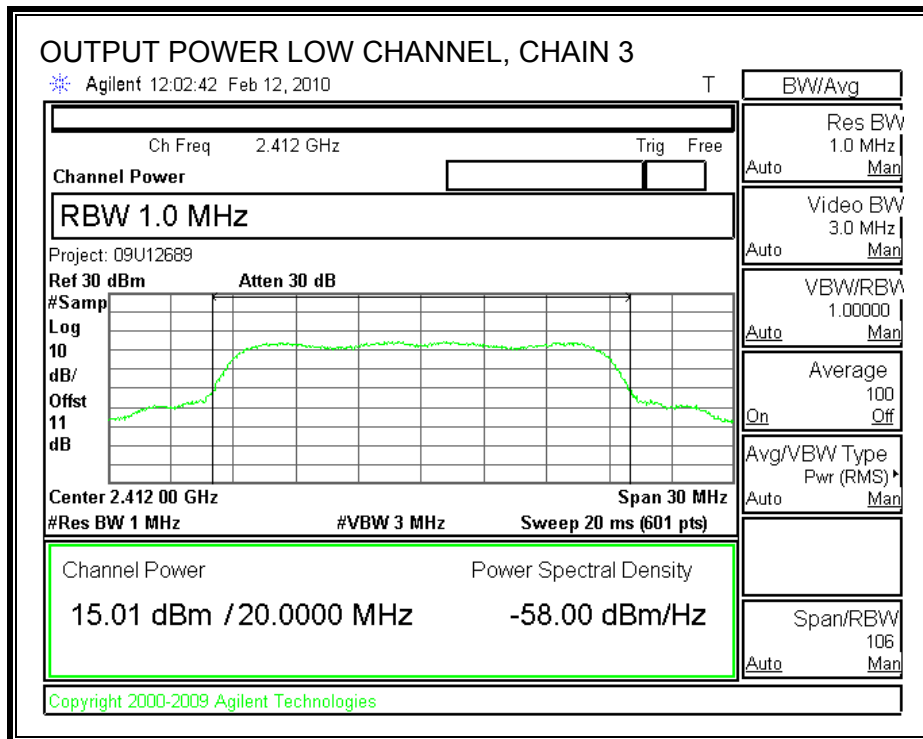 OUTPUT POWER LOW CHANNEL, CHAIN 3
Agilent 12:02:42 Feb 12, 2010 T
BW/Avg
Ch Freq 2.412 GHz Trig Free
Channel Power
RBW 1.0 MHz
Project: 09U12689
Ref 30 dBm Atten 30 dB
#Samp
Log
10
dB/
Offst
11
dB
Center 2.412 00 GHz Span 30 MHz
#Res BW 1 MHz #VBW 3 MHz Sweep 20 ms (601 pts)
Channel Power Power Spectral Density
15.01 dBm / 20.0000 MHz -58.00 dBm/Hz
Res BW
1.0 MHz
Auto Man
Video BW
3.0 MHz
Auto Man
VBW/RBW
1.00000
Auto Man
Average
100
On Off
Avg/VBW Type
Pwr (RMS)
Auto Man
Span/RBW
106
Auto Man
Copyright 2000-2009 Agilent Technologies